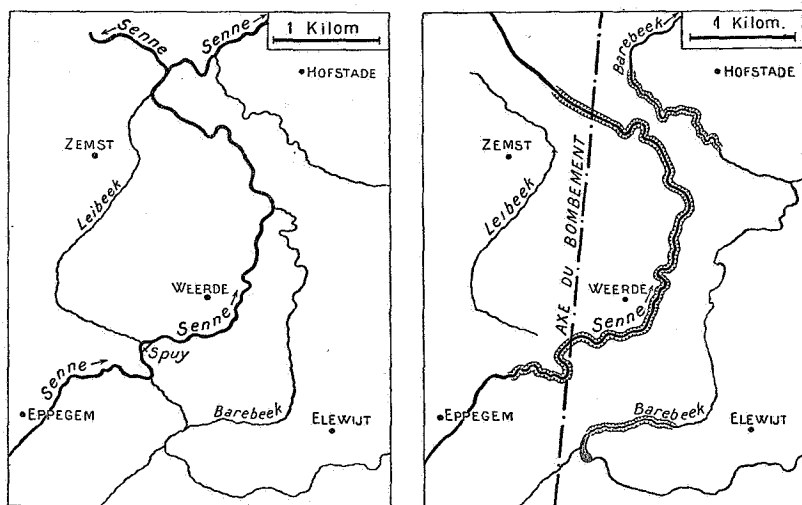 ←Senne
Senne→
1 Kilom
HOFSTADE
ZEMST
Leibeek
WEERDE
Senne→
Spuy
Senne→
EPPEGEM
Barebeek
ELEWIJT
Barebeek→
1 Kilom.
HOFSTADE
ZEMST
Leibeek
AXE DU BOMBEMENT
WEERDE
Senne→
EPPEGEM
Barebeek
ELEWIJT